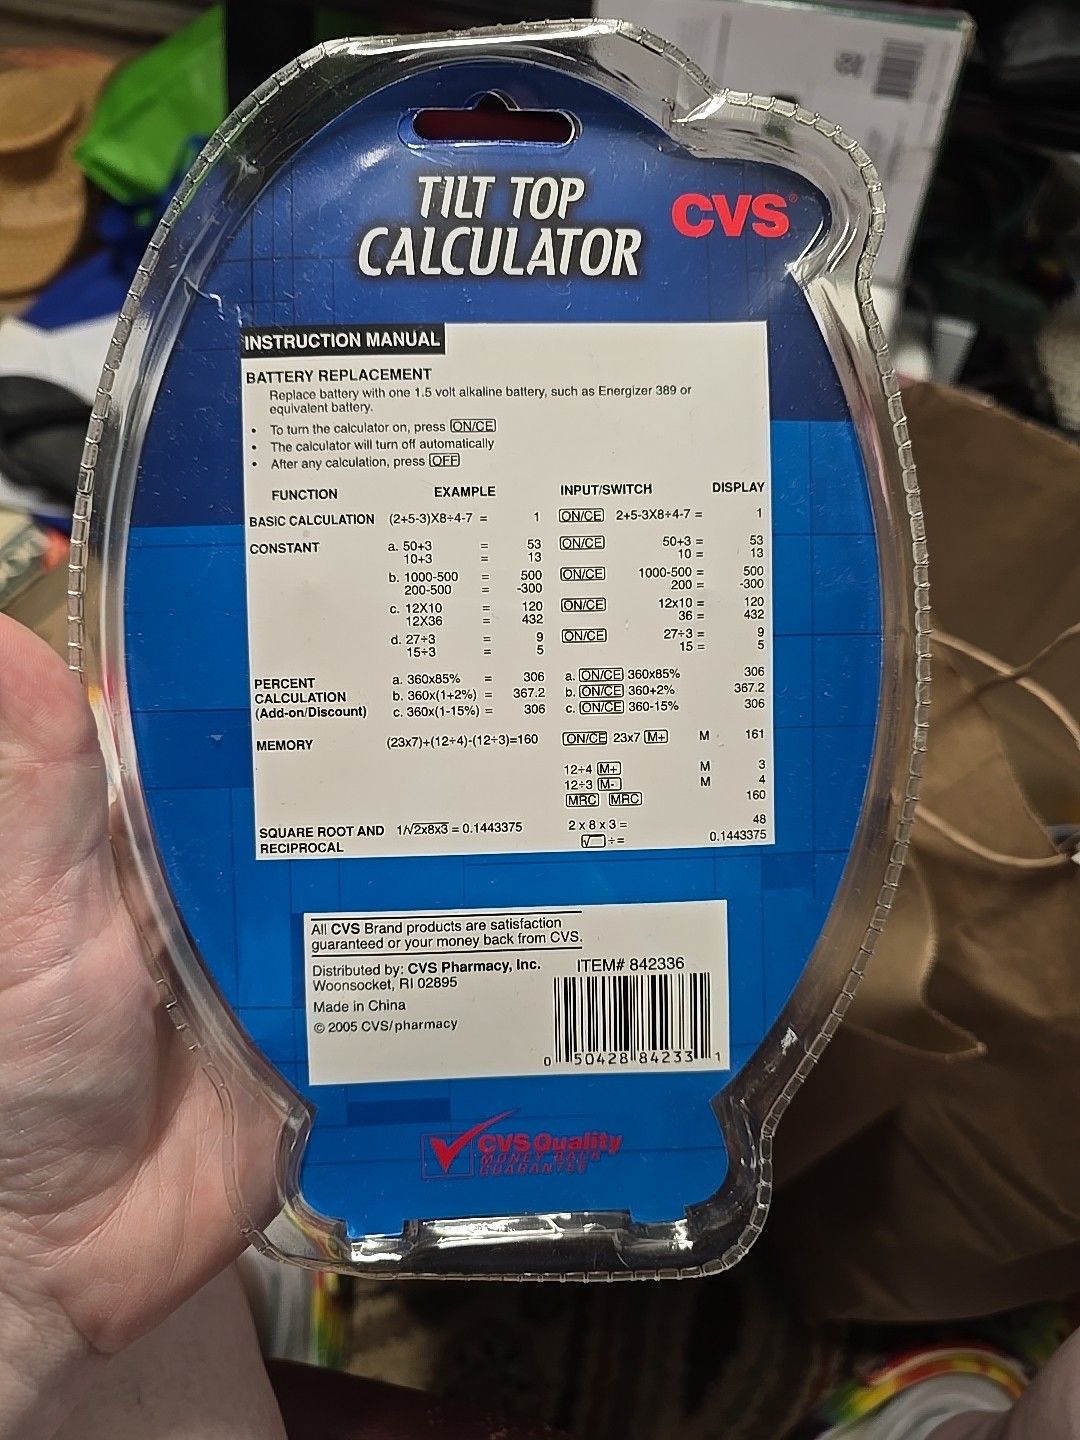 TILT TOP
CALCULATOR
CVS®
INSTRUCTION MANUAL
BATTERY REPLACEMENT
Replace battery with one 1.5 volt alkaline battery, such as Energizer 389 or
equivalent battery.
• To turn the calculator on, press ON/CE
• The calculator will turn off automatically
• After any calculation, press OFF
FUNCTION EXAMPLE INPUT/SWITCH DISPLAY
BASIC CALCULATION (2+5-3)X8÷4-7 = 1 ON/CE 2+5-3X8÷4-7 = 1
CONSTANT a. 50+3 = 53 ON/CE 50+3 = 53
10+3 = 13 10 = 13
b. 1000-500 = 500 ON/CE 1000-500 = 500
200-500 = -300 200 = -300
c. 12X10 = 120 ON/CE 12x10 = 120
12X36 = 432 36 = 432
d. 27÷3 = 9 ON/CE 27÷3 = 9
15÷3 = 5 15 = 5
PERCENT a. 360x85% = 306 a. ON/CE 360x85% 306
CALCULATION b. 360x(1+2%) = 367.2 b. ON/CE 360+2% 367.2
(Add-on/Discount) c. 360x(1-15%) = 306 c. ON/CE 360-15% 306
MEMORY (23x7)+(12÷4)-(12÷3)=160 ON/CE 23x7 M+ M 161
12÷4 M+ M 3
12÷3 M- M 4
MRC MRC 160
SQUARE ROOT AND 1/√2x8x3 = 0.1443375 2 x 8 x 3 = 48
RECIPROCAL √ ÷ = 0.1443375
All CVS Brand products are satisfaction
guaranteed or your money back from CVS.
Distributed by: CVS Pharmacy, Inc.
Woonsocket, RI 02895
Made in China
© 2005 CVS/pharmacy
ITEM# 842336
0 50428 84233 1
CVS Quality
MONEY BACK
GUARANTEE